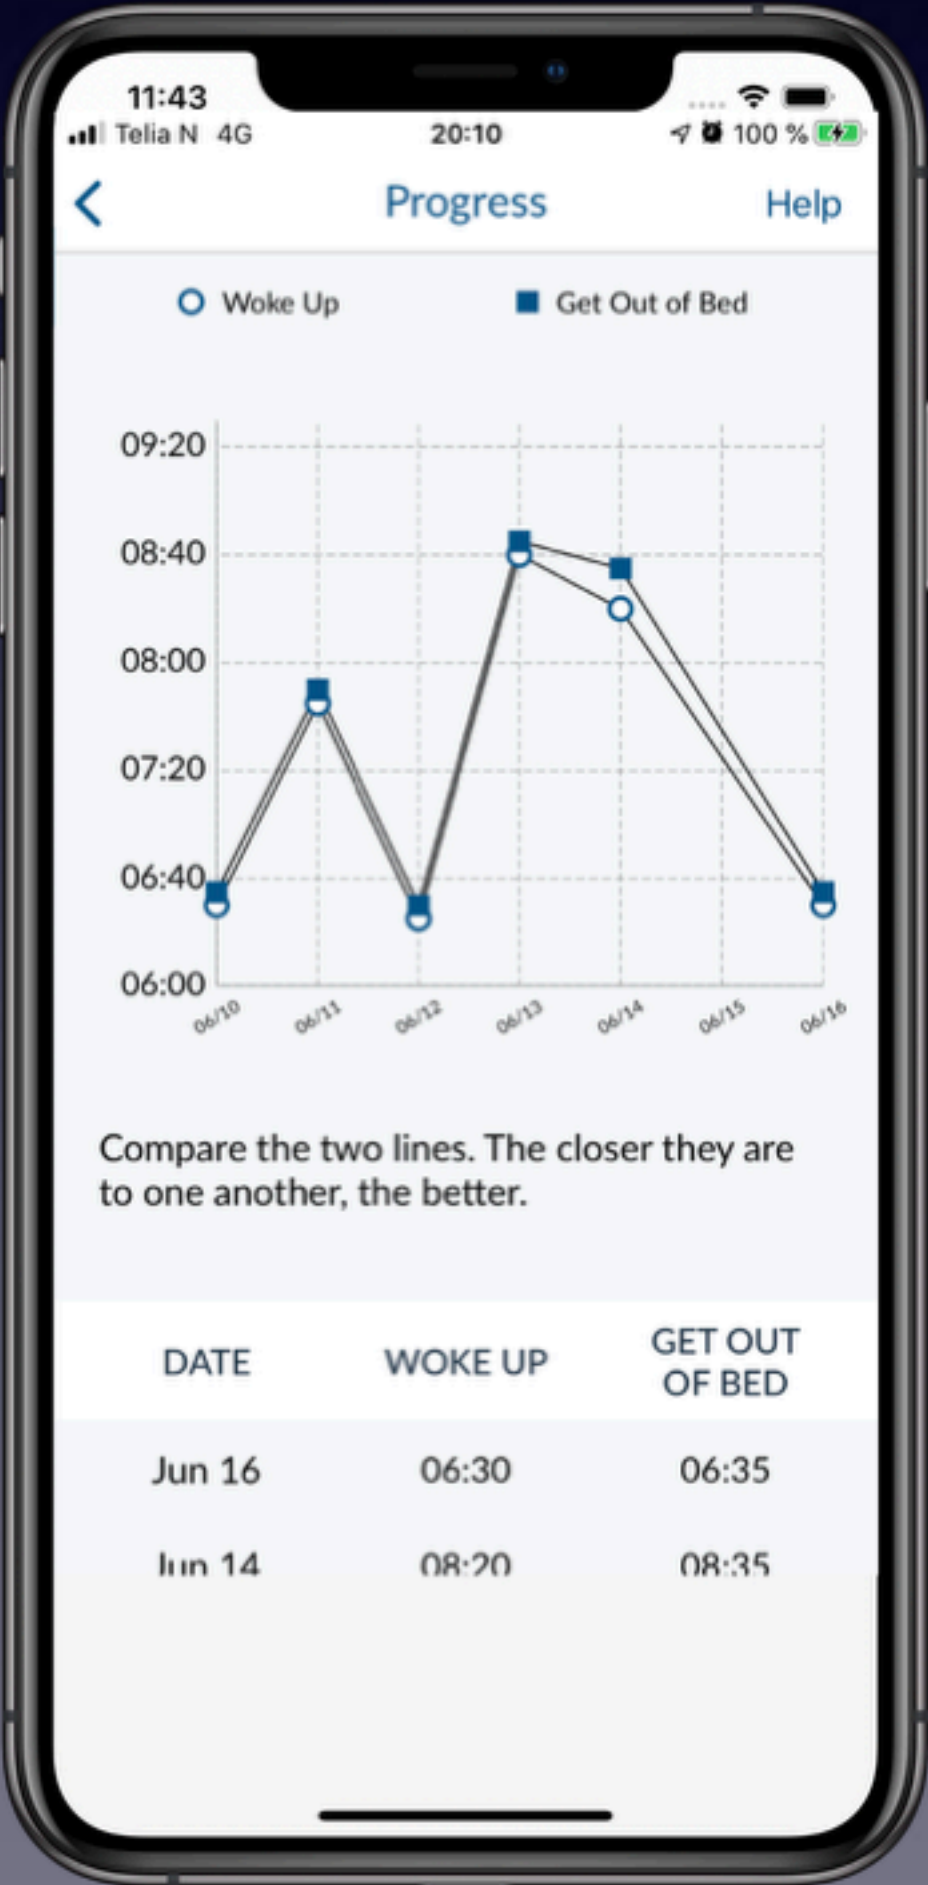 11:43
Telia N 4G 20:10 100 %
Progress Help
Woke Up Get Out of Bed
09:20
08:40
08:00
07:20
06:40
06:00
06/10 06/11 06/12 06/13 06/14 06/15 06/16
Compare the two lines. The closer they are
to one another, the better.
DATE WOKE UP GET OUT
OF BED
Jun 16 06:30 06:35
Jun 14 08:20 08:35